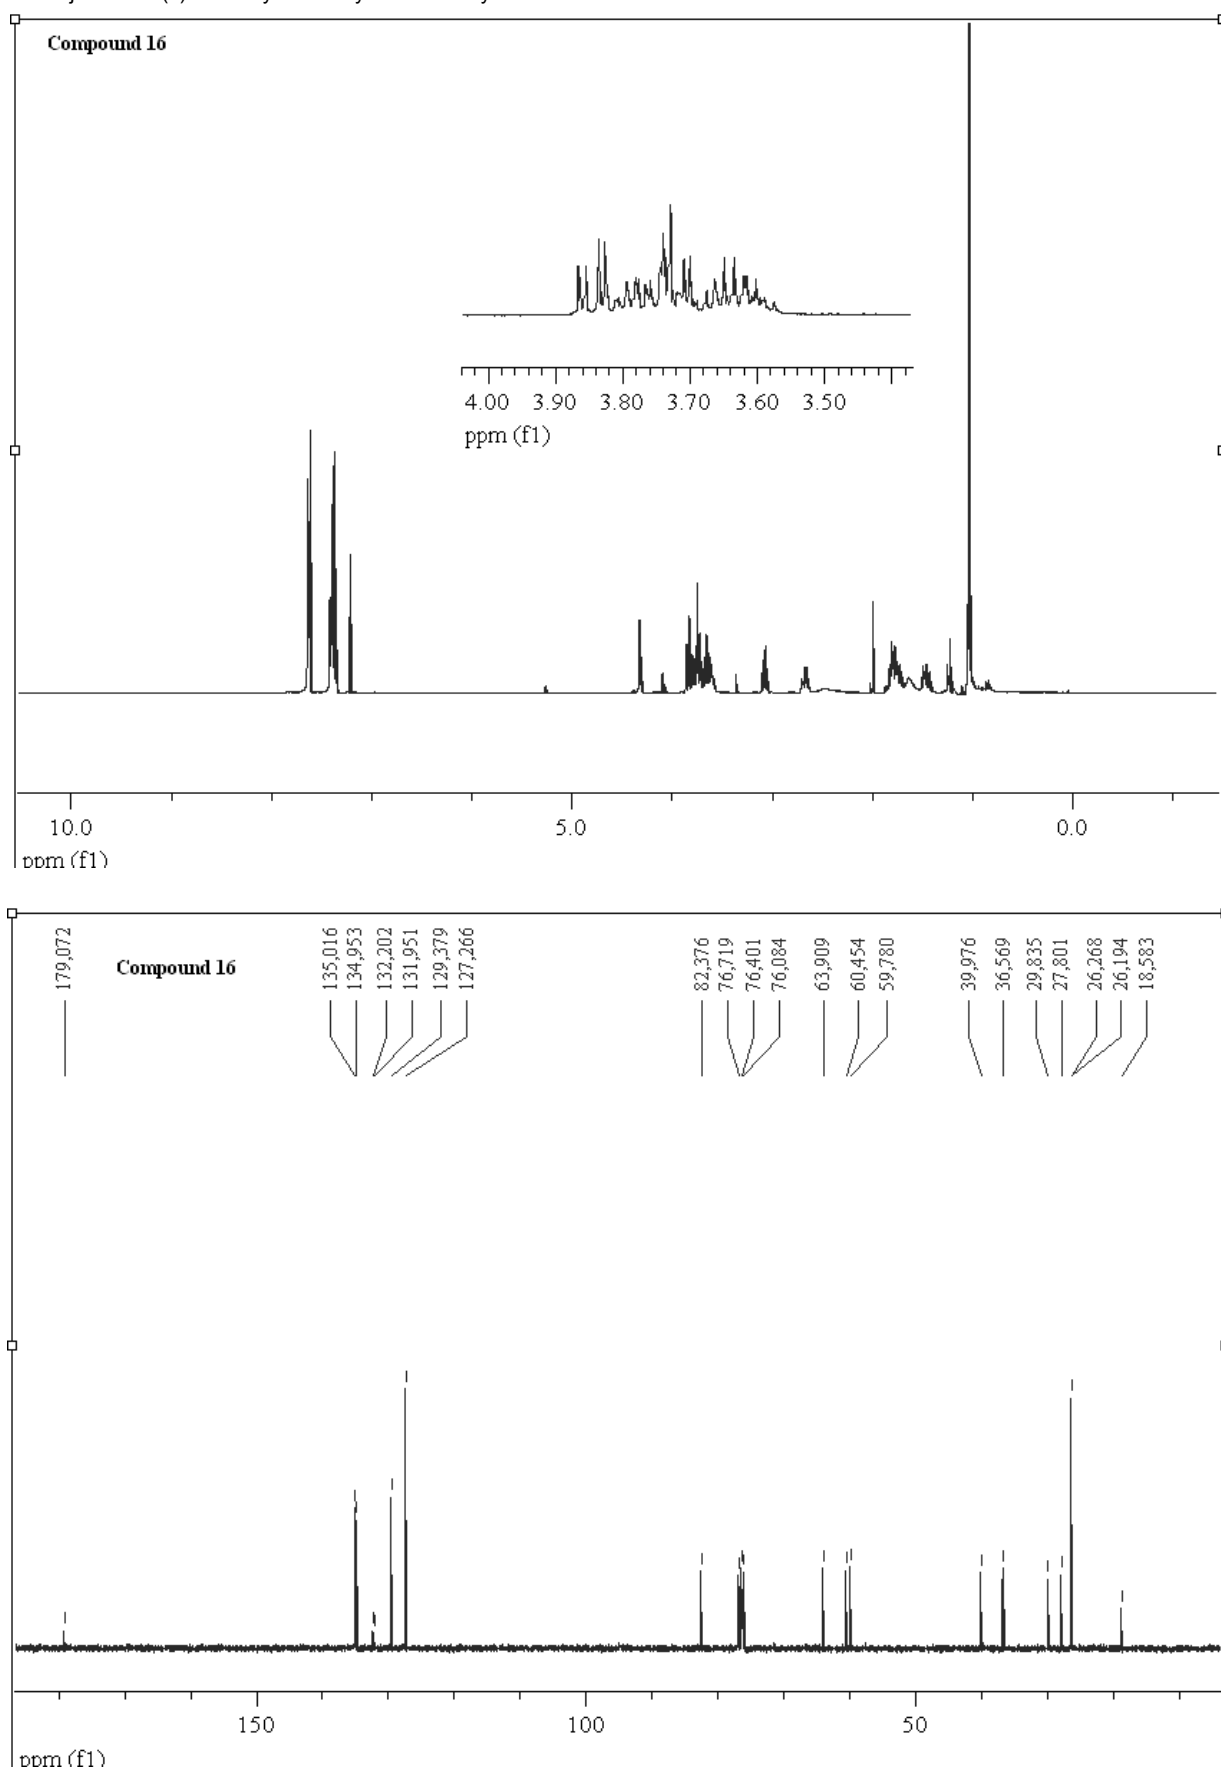 Compound 16
4.00 3.90 3.80 3.70 3.60 3.50
ppm (f1)
10.0 5.0 0.0
ppm (f1)
179,072
135,016
134,953
132,202
131,951
129,379
127,266
82,376
76,719
76,401
76,084
63,909
60,454
59,780
39,976
36,569
29,835
27,801
26,268
26,194
18,583
Compound 16
150 100 50
ppm (f1)